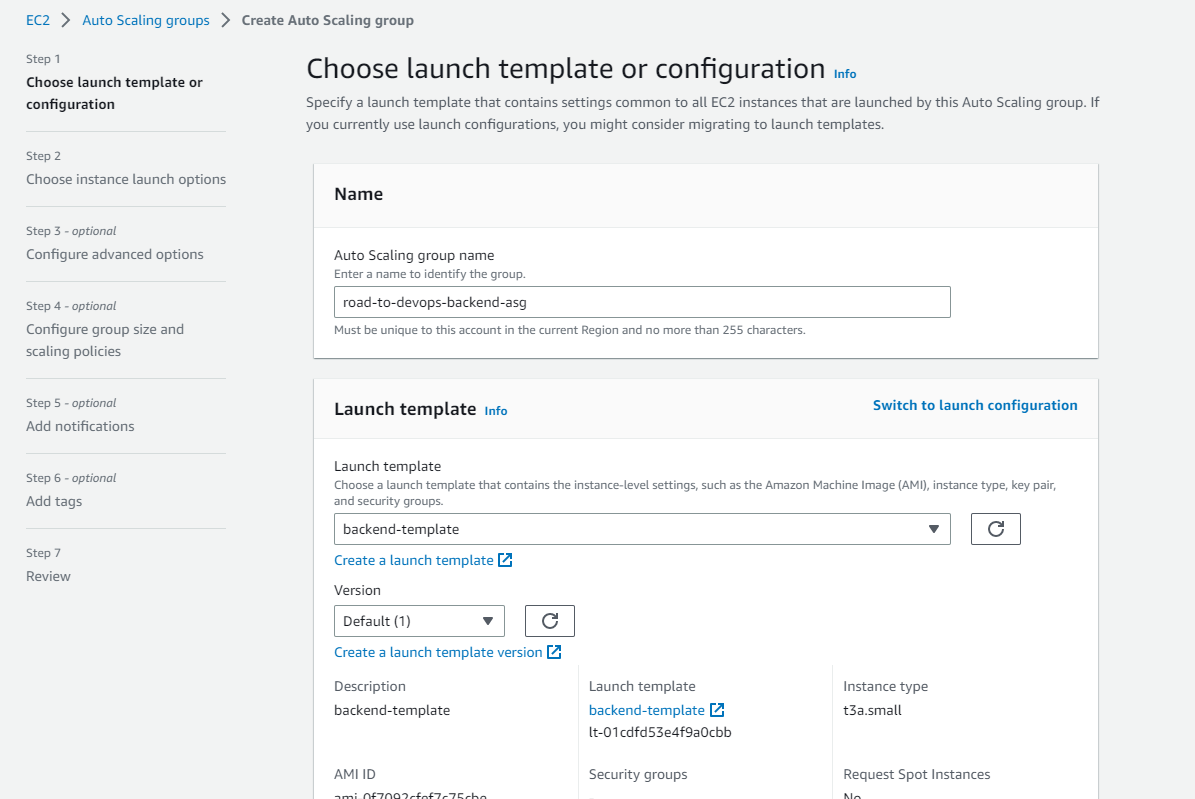 EC2 > Auto Scaling groups > Create Auto Scaling group
Step 1
Choose launch template or
configuration
Step 2
Choose instance launch options
Step 3 - optional
Configure advanced options
Step 4 - optional
Configure group size and
scaling policies
Step 5 - optional
Add notifications
Step 6 - optional
Add tags
Step 7
Review
Choose launch template or configuration Info
Specify a launch template that contains settings common to all EC2 instances that are launched by this Auto Scaling group. If
you currently use launch configurations, you might consider migrating to launch templates.
Name
Auto Scaling group name
Enter a name to identify the group.
road-to-devops-backend-asg
Must be unique to this account in the current Region and no more than 255 characters.
Launch template Info
Switch to launch configuration
Launch template
Choose a launch template that contains the instance-level settings, such as the Amazon Machine Image (AMI), instance type, key pair,
and security groups.
backend-template
Create a launch template
Version
Default (1)
Create a launch template version
Description
backend-template
Launch template
backend-template
lt-01cdfd53e4f9a0cbb
Instance type
t3a.small
AMI ID
ami-0f7092cfef7c75cbe
Security groups
-
Request Spot Instances
No